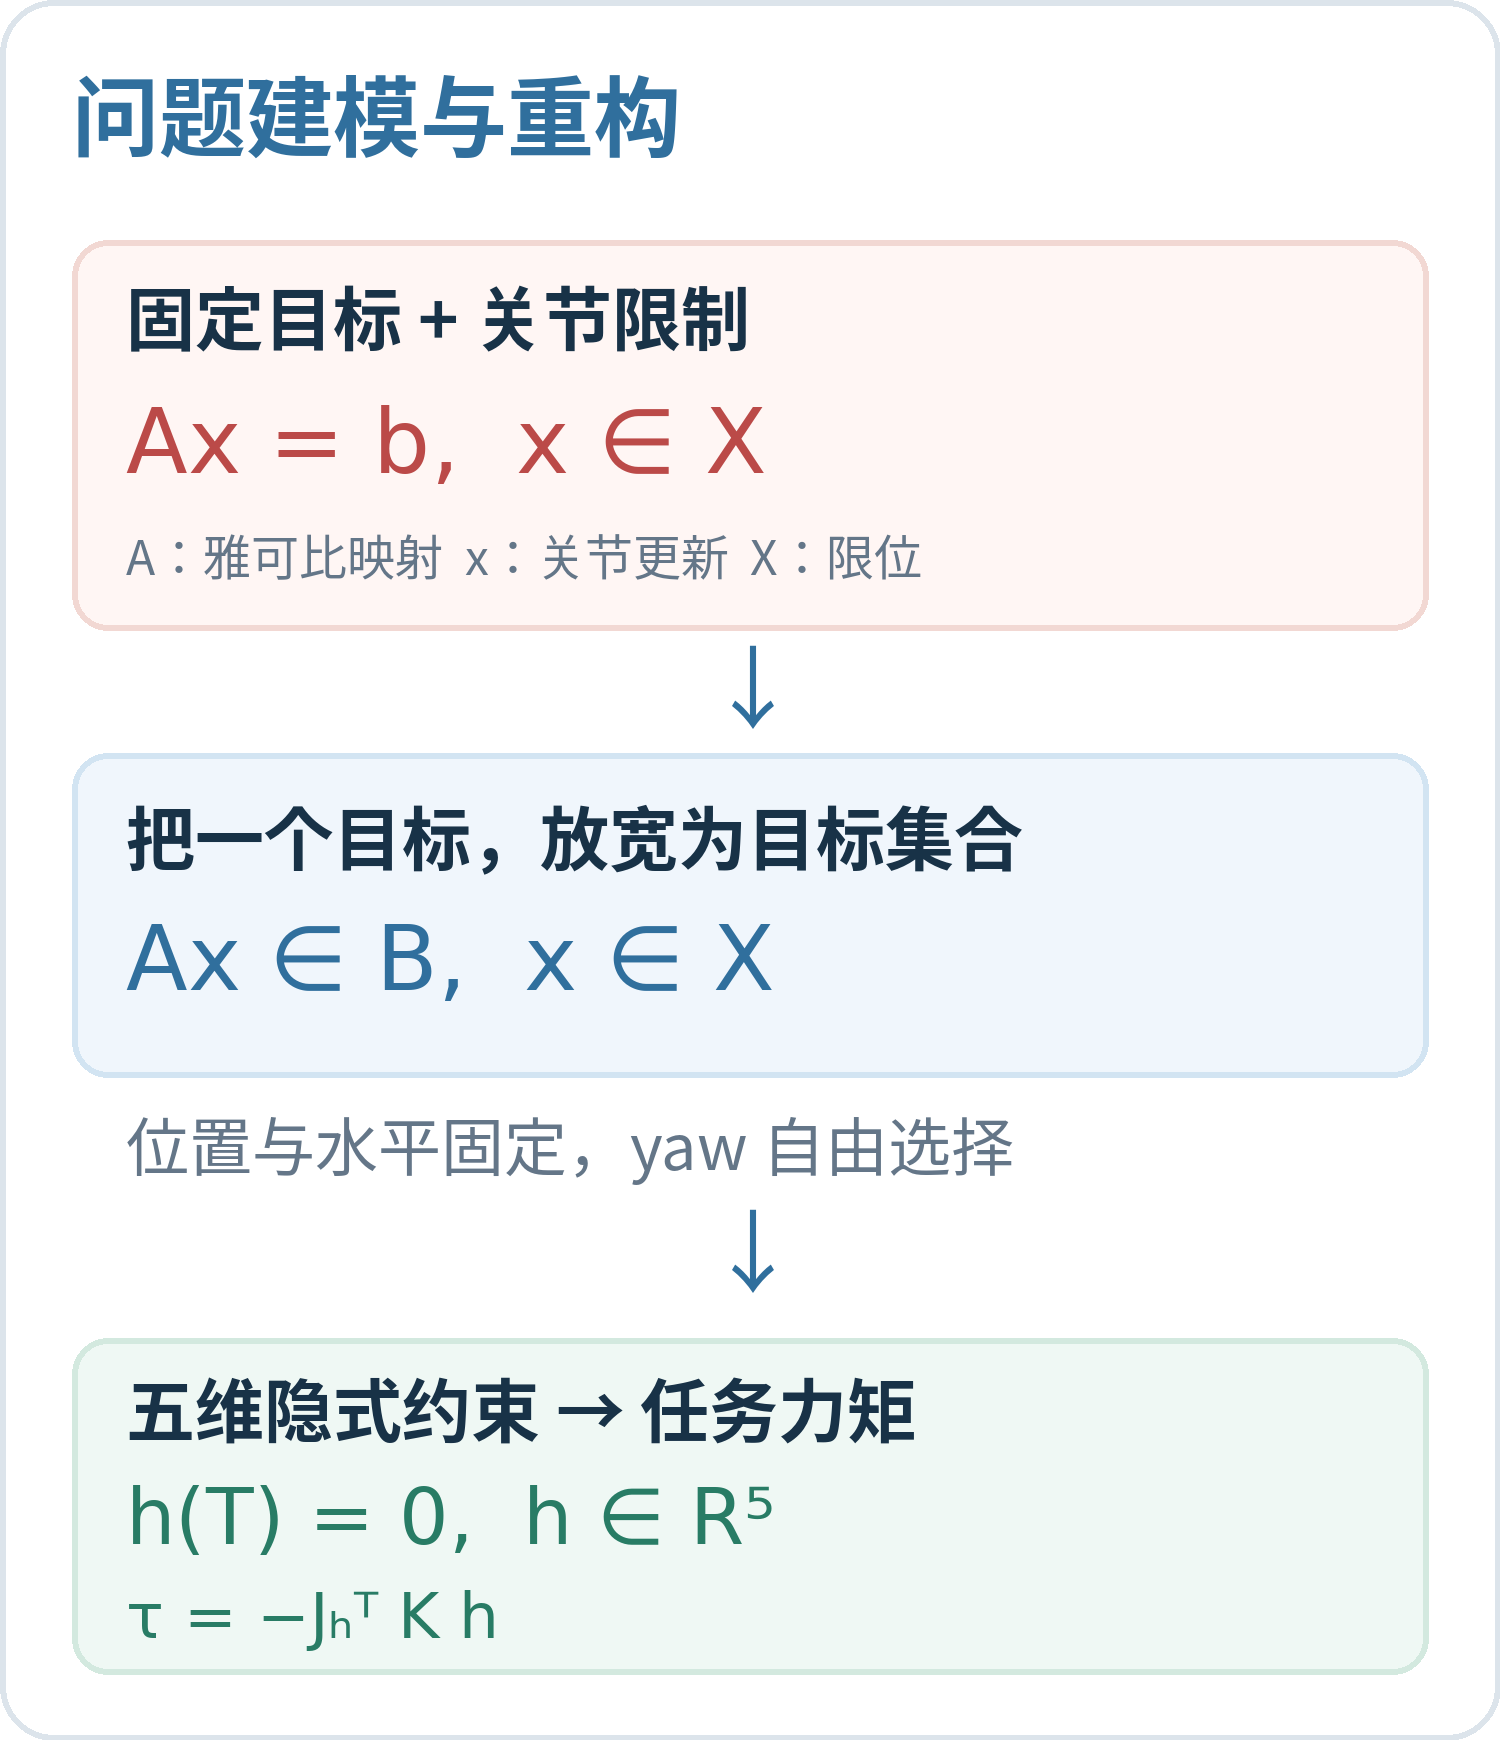 问题建模与重构
固定目标 + 关节限制
Ax = b, x ∈ X
A：雅可比映射 x：关节更新 X：限位
↓
把一个目标，放宽为目标集合
Ax ∈ B, x ∈ X
位置与水平固定，yaw 自由选择
↓
五维隐式约束 → 任务力矩
h(T) = 0, h ∈ R⁵
τ = −Jₕᵀ K h